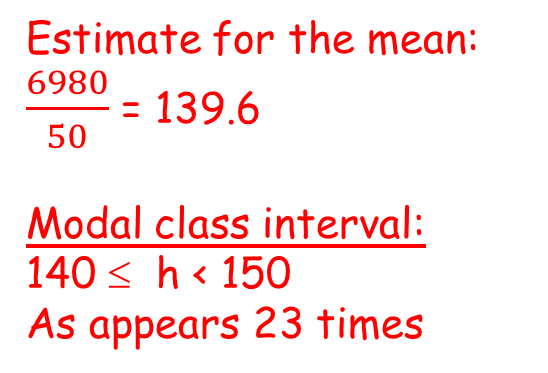 Estimate for the mean:
6980
50
= 139.6
Modal class interval:
140 ≤ h < 150
As appears 23 times